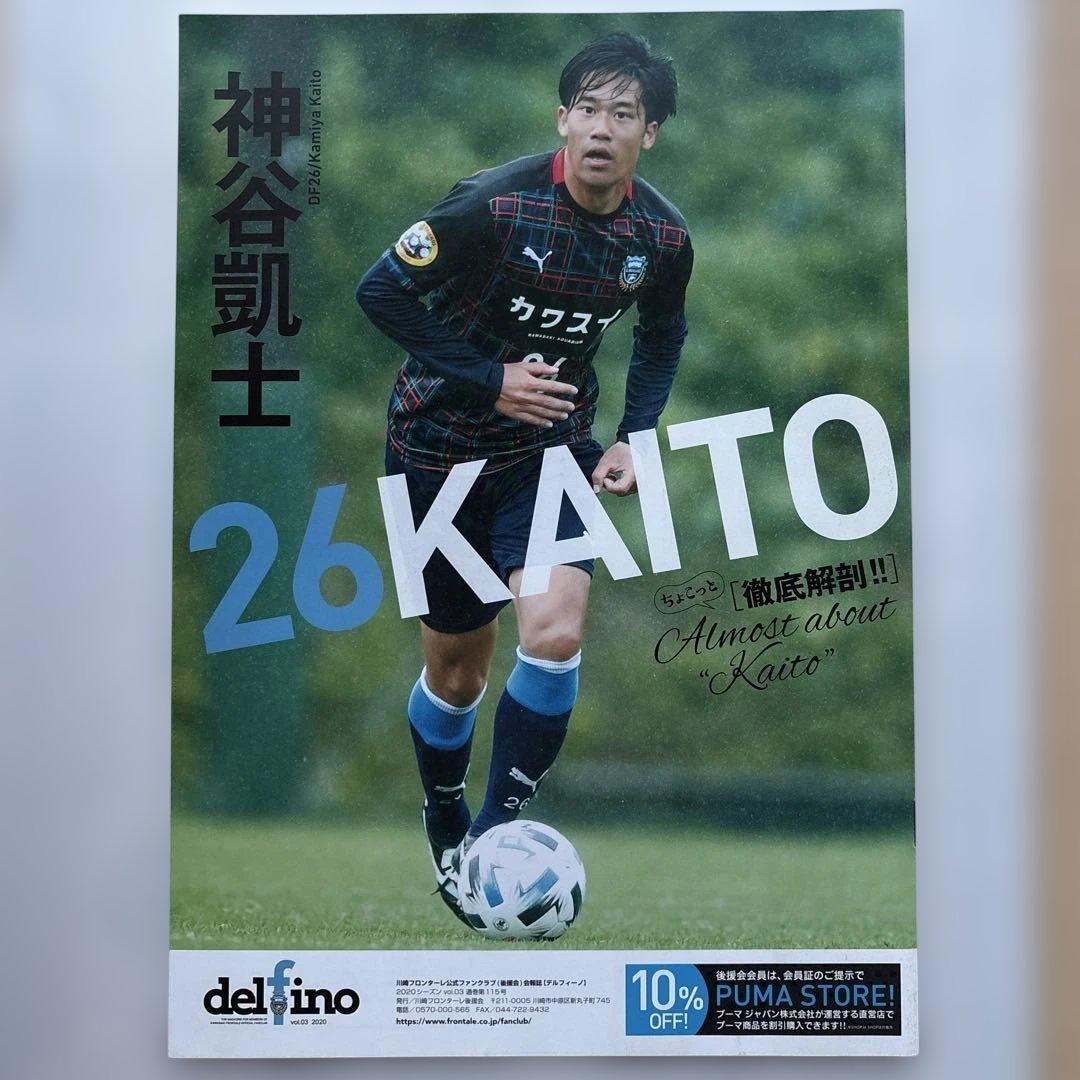 神谷凱士
DF26/Kamiya Kaito
カワスイ
KAWASAKI AQUARIUM
26
26KAITO
ちょこっと
[徹底解剖!!]
Almost about
“Kaito”
26
delfino
vol.03 2020
川崎フロンターレ公式ファンクラブ(後援会)会報誌[デルフィーノ]
2020シーズン vol.03 通巻第115号
発行/川崎フロンターレ後援会 〒211-0005 川崎市中原区新丸子町745
電話/0570-000-565 FAX/044-722-9432
https://www.frontale.co.jp/fanclub/
10%
OFF!
後援会会員は、会員証のご提示で
PUMA STORE!
プーマ ジャパン株式会社が運営する直営店で
プーマ商品を割引購入できます!!